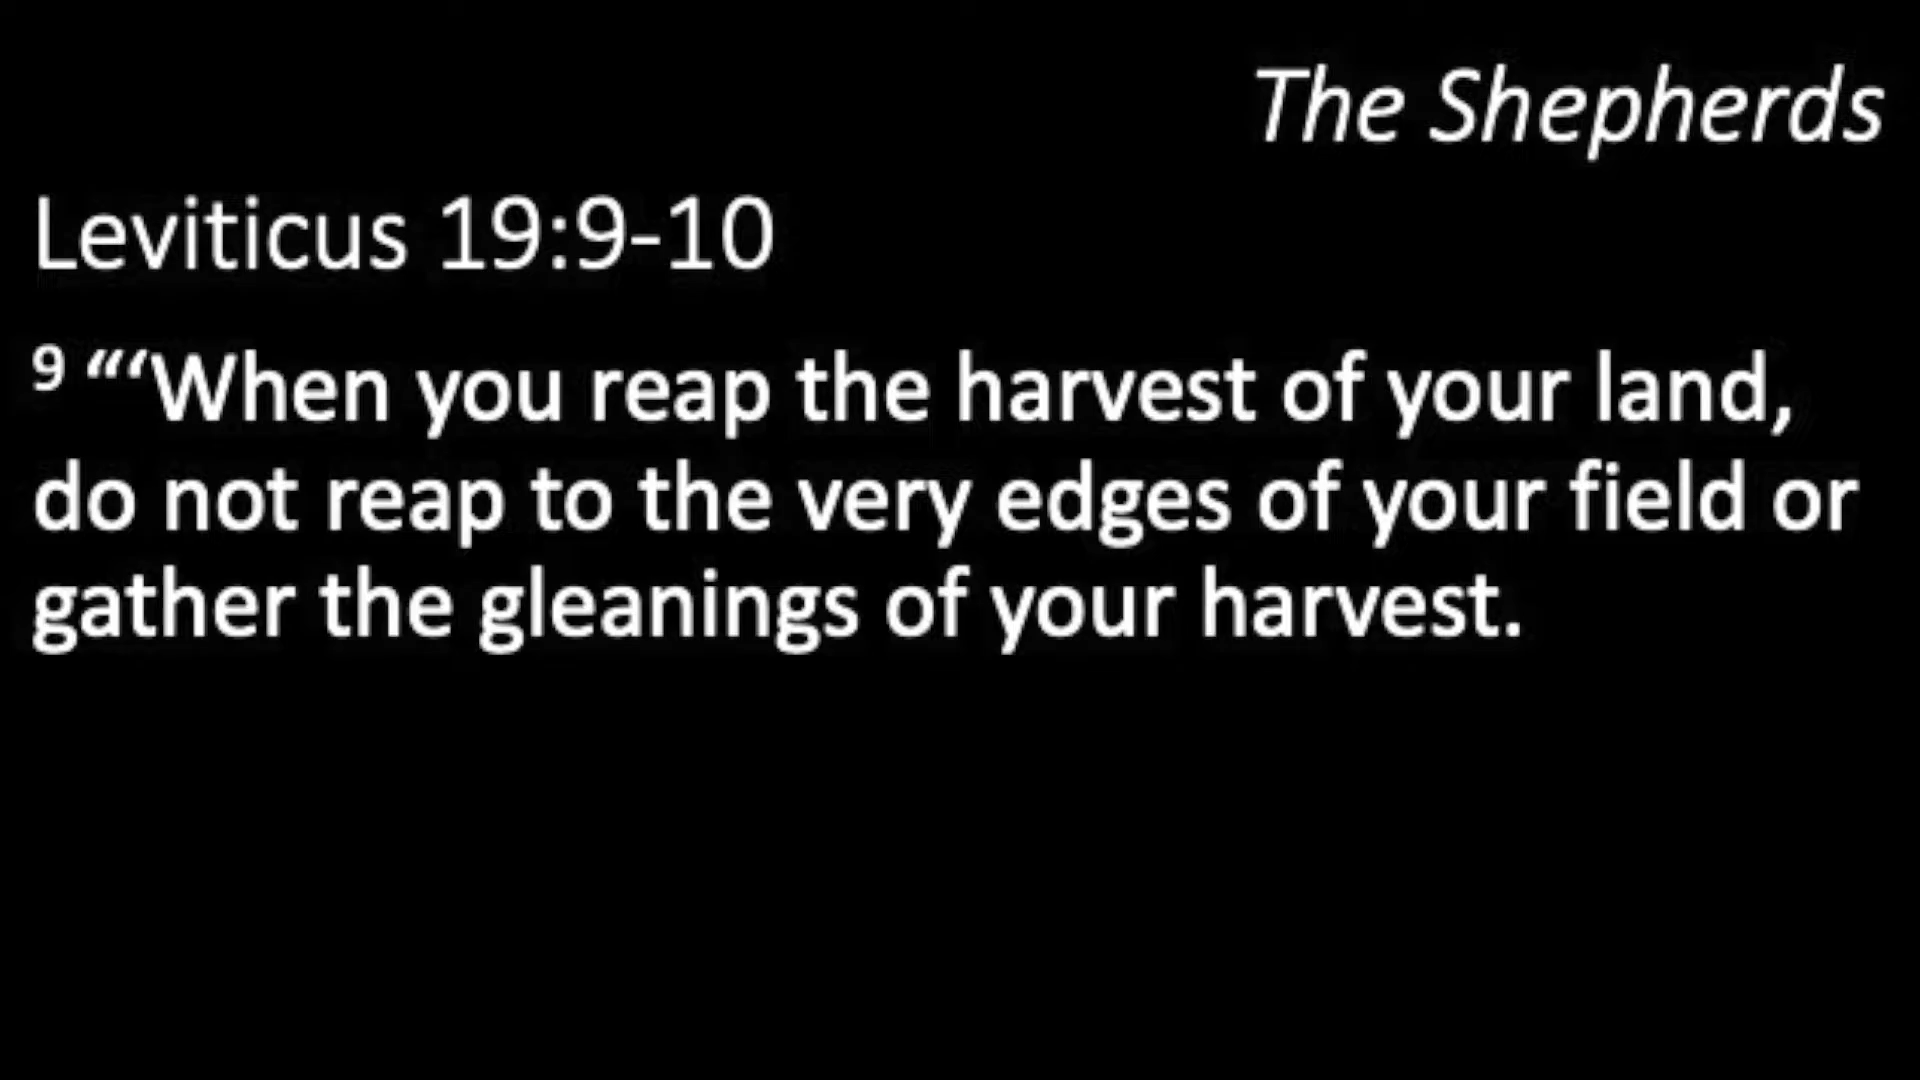 The Shepherds
Leviticus 19:9-10
9 “‘When you reap the harvest of your land,
do not reap to the very edges of your field or
gather the gleanings of your harvest.